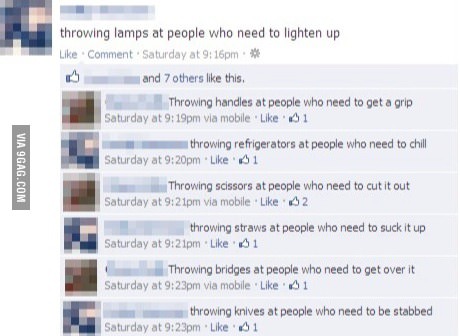 throwing lamps at people who need to lighten up
Like · Comment · Saturday at 9:16pm ·
and 7 others like this.
Throwing handles at people who need to get a grip
Saturday at 9:19pm via mobile · Like · 1
throwing refrigerators at people who need to chill
Saturday at 9:20pm · Like · 1
Throwing scissors at people who need to cut it out
Saturday at 9:21pm via mobile · Like · 2
throwing straws at people who need to suck it up
Saturday at 9:21pm · Like · 1
Throwing bridges at people who need to get over it
Saturday at 9:23pm via mobile · Like · 1
throwing knives at people who need to be stabbed
Saturday at 9:23pm · Like · 1
VIA 9GAG.COM